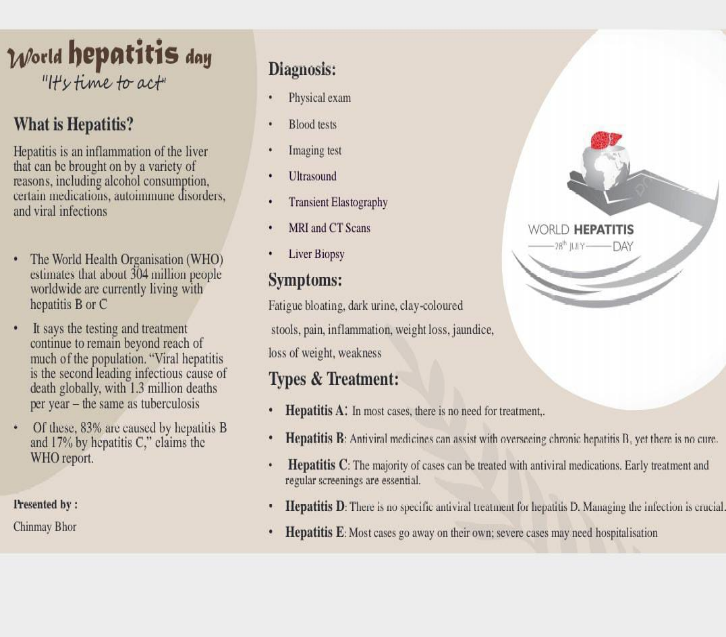 World hepatitis day
"It's time to act"
What is Hepatitis?
Hepatitis is an inflammation of the liver
that can be brought on by a variety of
reasons, including alcohol consumption,
certain medications, autoimmune disorders,
and viral infections
• The World Health Organisation (WHO)
estimates that about 304 million people
worldwide are currently living with
hepatitis B or C
• It says the testing and treatment
continue to remain beyond reach of
much of the population. “Viral hepatitis
is the second leading infectious cause of
death globally, with 1.3 million deaths
per year – the same as tuberculosis
• Of these, 83% are caused by hepatitis B
and 17% by hepatitis C,” claims the
WHO report.
Presented by :
Chinmay Bhor
Diagnosis:
• Physical exam
• Blood tests
• Imaging test
• Ultrasound
• Transient Elastography
• MRI and CT Scans
• Liver Biopsy
Symptoms:
Fatigue bloating, dark urine, clay-coloured
stools, pain, inflammation, weight loss, jaundice,
loss of weight, weakness
Types & Treatment:
• Hepatitis A: In most cases, there is no need for treatment,.
• Hepatitis B: Antiviral medicines can assist with overseeing chronic hepatitis B, yet there is no cure.
• Hepatitis C: The majority of cases can be treated with antiviral medications. Early treatment and
regular screenings are essential.
• Hepatitis D: There is no specific antiviral treatment for hepatitis D. Managing the infection is crucial.
• Hepatitis E: Most cases go away on their own; severe cases may need hospitalisation
WORLD HEPATITIS
28th JULY DAY